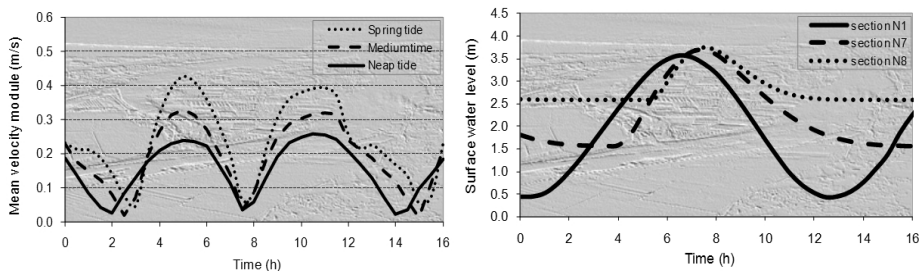 Mean velocity module (m/s)
0.6
0.5
0.4
0.3
0.2
0.1
0.0
Spring tide
Mediumtime
Neap tide
0 2 4 6 8 10 12 14 16
Time (h)
Surface water level (m)
4.5
4.0
3.5
3.0
2.5
2.0
1.5
1.0
0.5
0.0
section N1
section N7
section N8
0 2 4 6 8 10 12 14 16
Time (h)